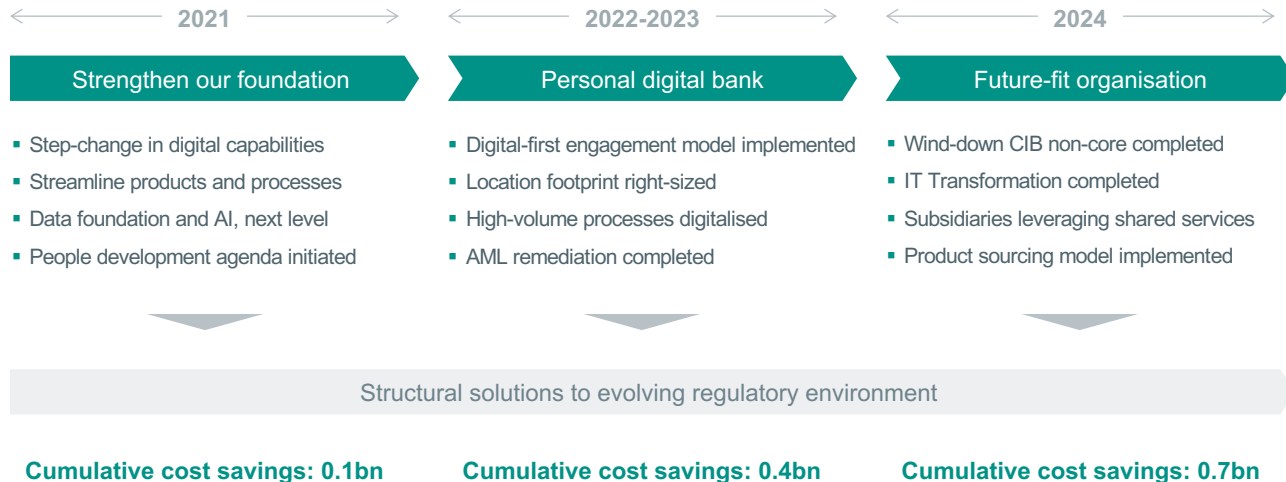 2021
2022-2023
2024
Strengthen our foundation
Personal digital bank
Future-fit organisation
▪ Step-change in digital capabilities
▪ Streamline products and processes
▪ Data foundation and AI, next level
▪ People development agenda initiated
▪ Digital-first engagement model implemented
▪ Location footprint right-sized
▪ High-volume processes digitalised
▪ AML remediation completed
▪ Wind-down CIB non-core completed
▪ IT Transformation completed
▪ Subsidiaries leveraging shared services
▪ Product sourcing model implemented
Structural solutions to evolving regulatory environment
Cumulative cost savings: 0.1bn
Cumulative cost savings: 0.4bn
Cumulative cost savings: 0.7bn